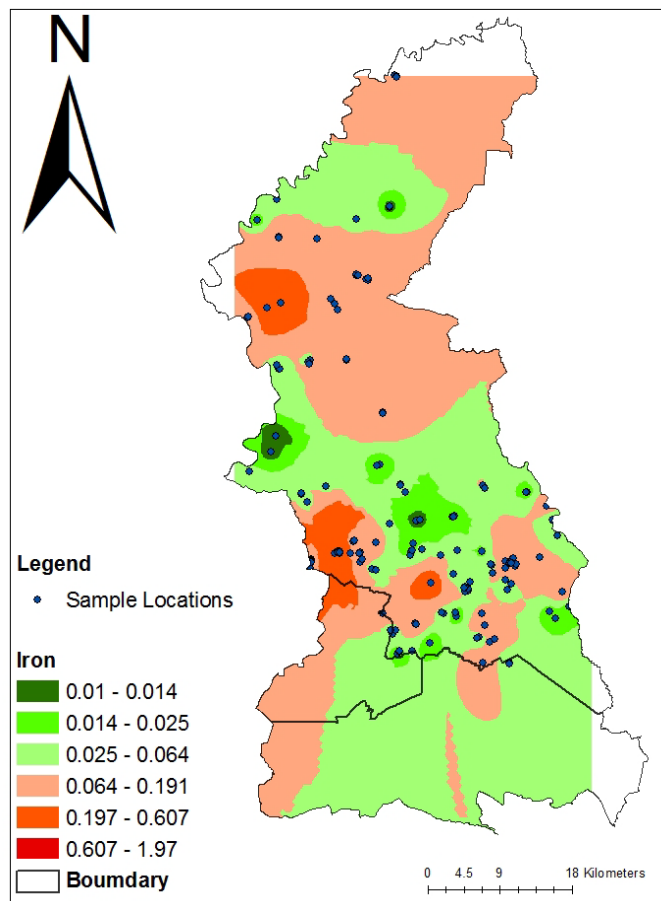 N
Legend
Sample Locations
Iron
0.01 - 0.014
0.014 - 0.025
0.025 - 0.064
0.064 - 0.191
0.197 - 0.607
0.607 - 1.97
Boumdary
0 4.5 9 18 Kilometers